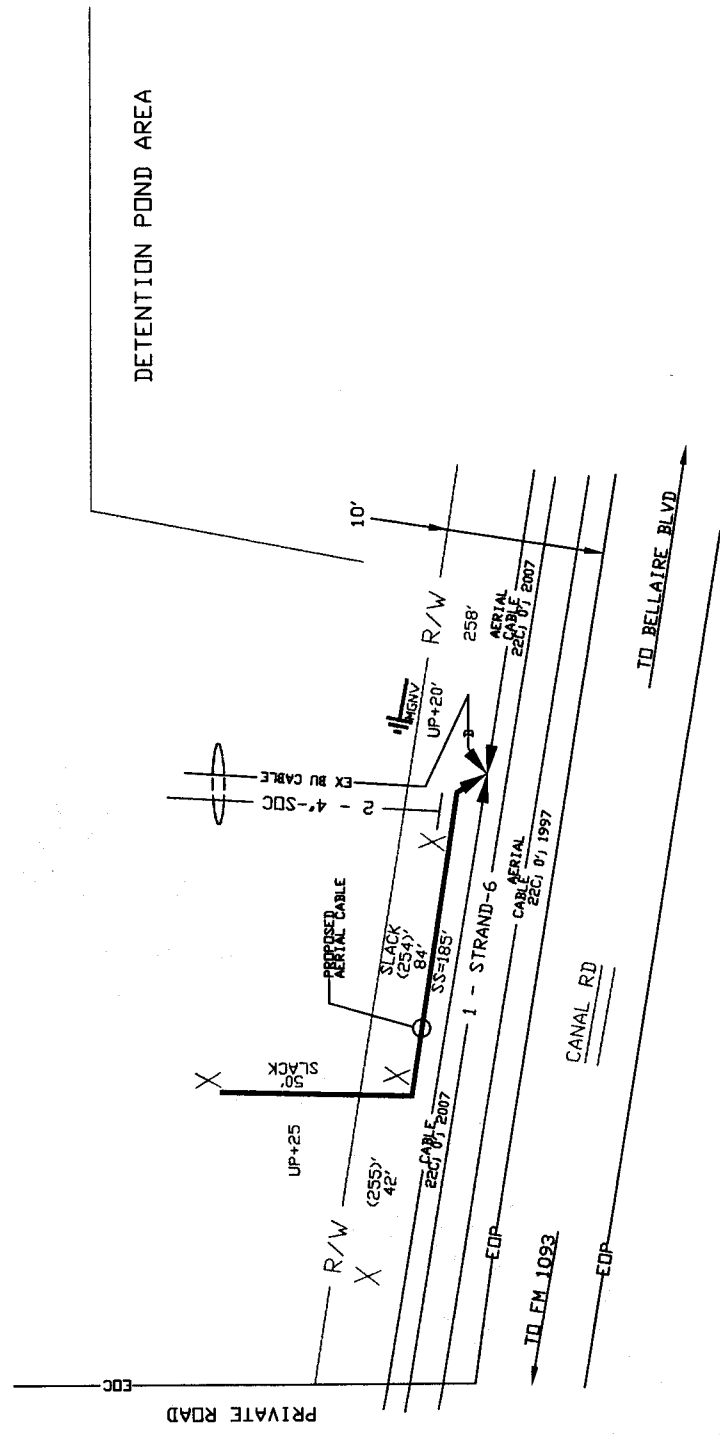 DETENTION POND AREA
10'
R/W
258'
AERIAL
CABLE
22C; 0'; 2007
TO BELLAIRE BLVD
MGNV
UP+20'
B
EX BU CABLE
2 - 4"-SOC
X
PROPOSED
AERIAL CABLE
SLACK
(254)'
84'
SS=185'
1 - STRAND-6
AERIAL
CABLE
22C; 0'; 1997
CANAL RD
X
50'
SLACK
X
UP+25
(255)'
42'
CABLE
22C; 0'; 2007
R/W
X
EOP
EOP
TO FM 1093
EOC
PRIVATE ROAD